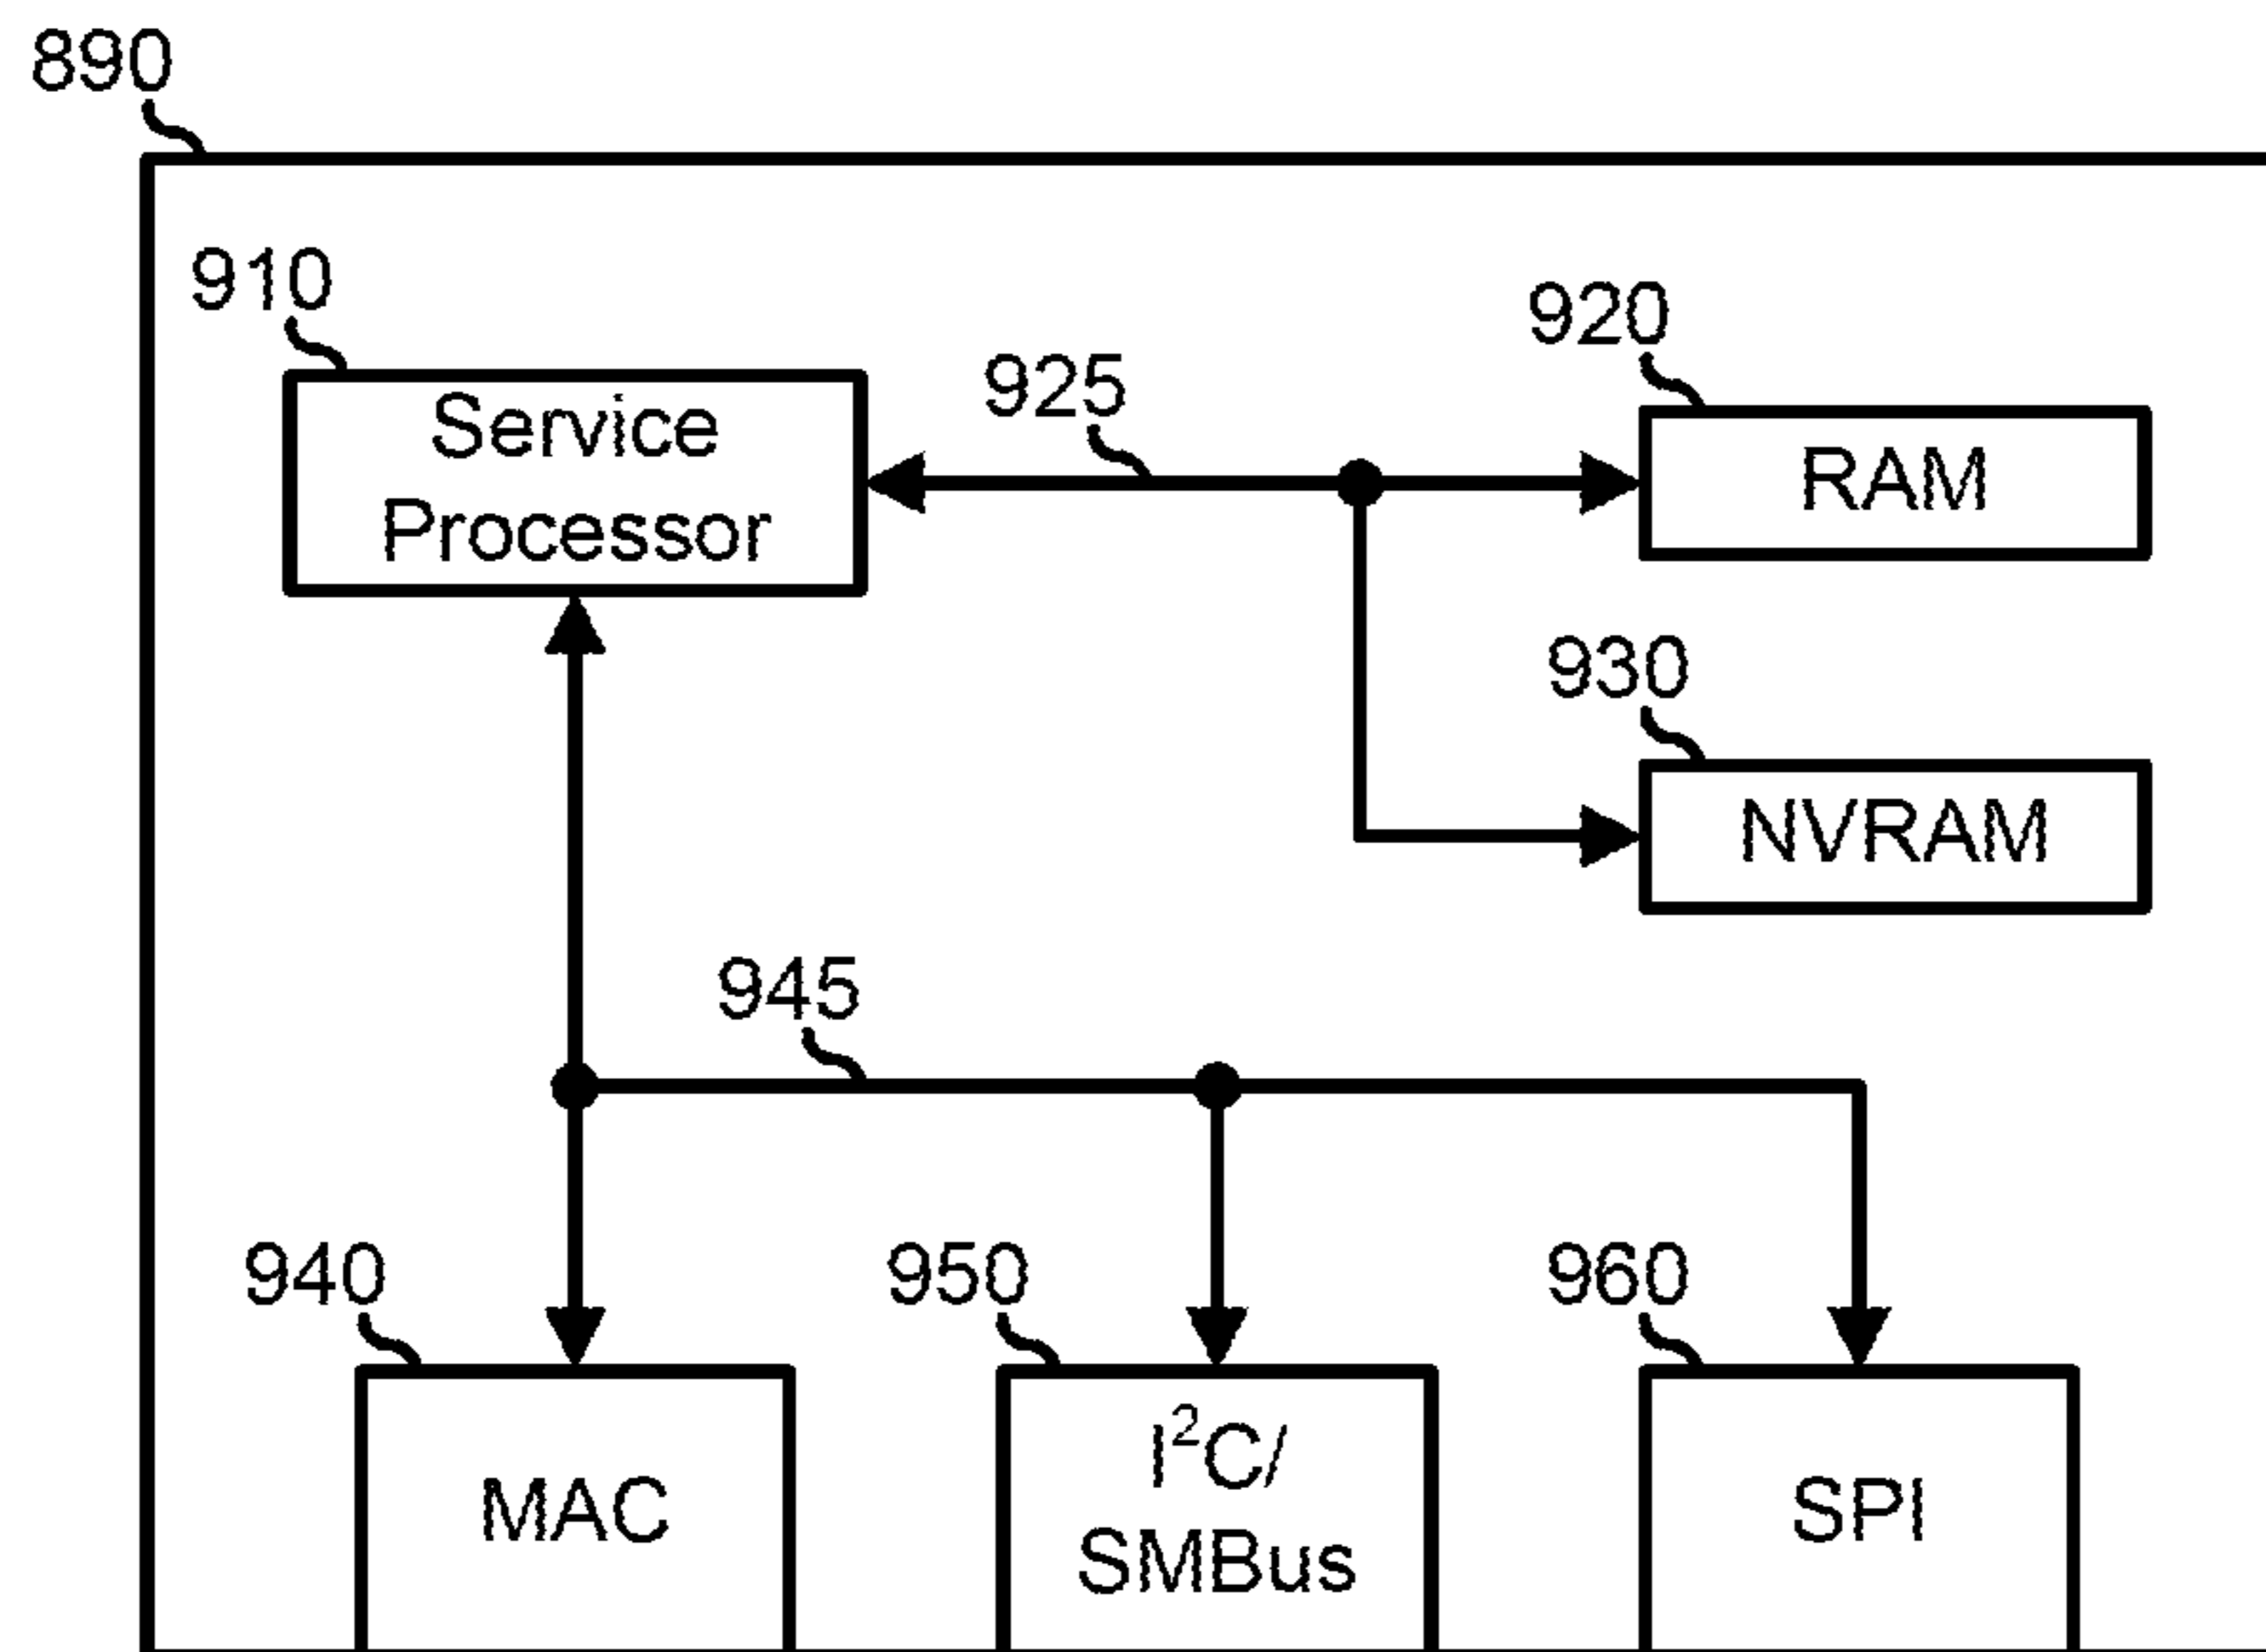 890
910
920
925
Service
Processor
RAM
930
NVRAM
945
940
950
960
MAC
I²C/
SMBus
SPI